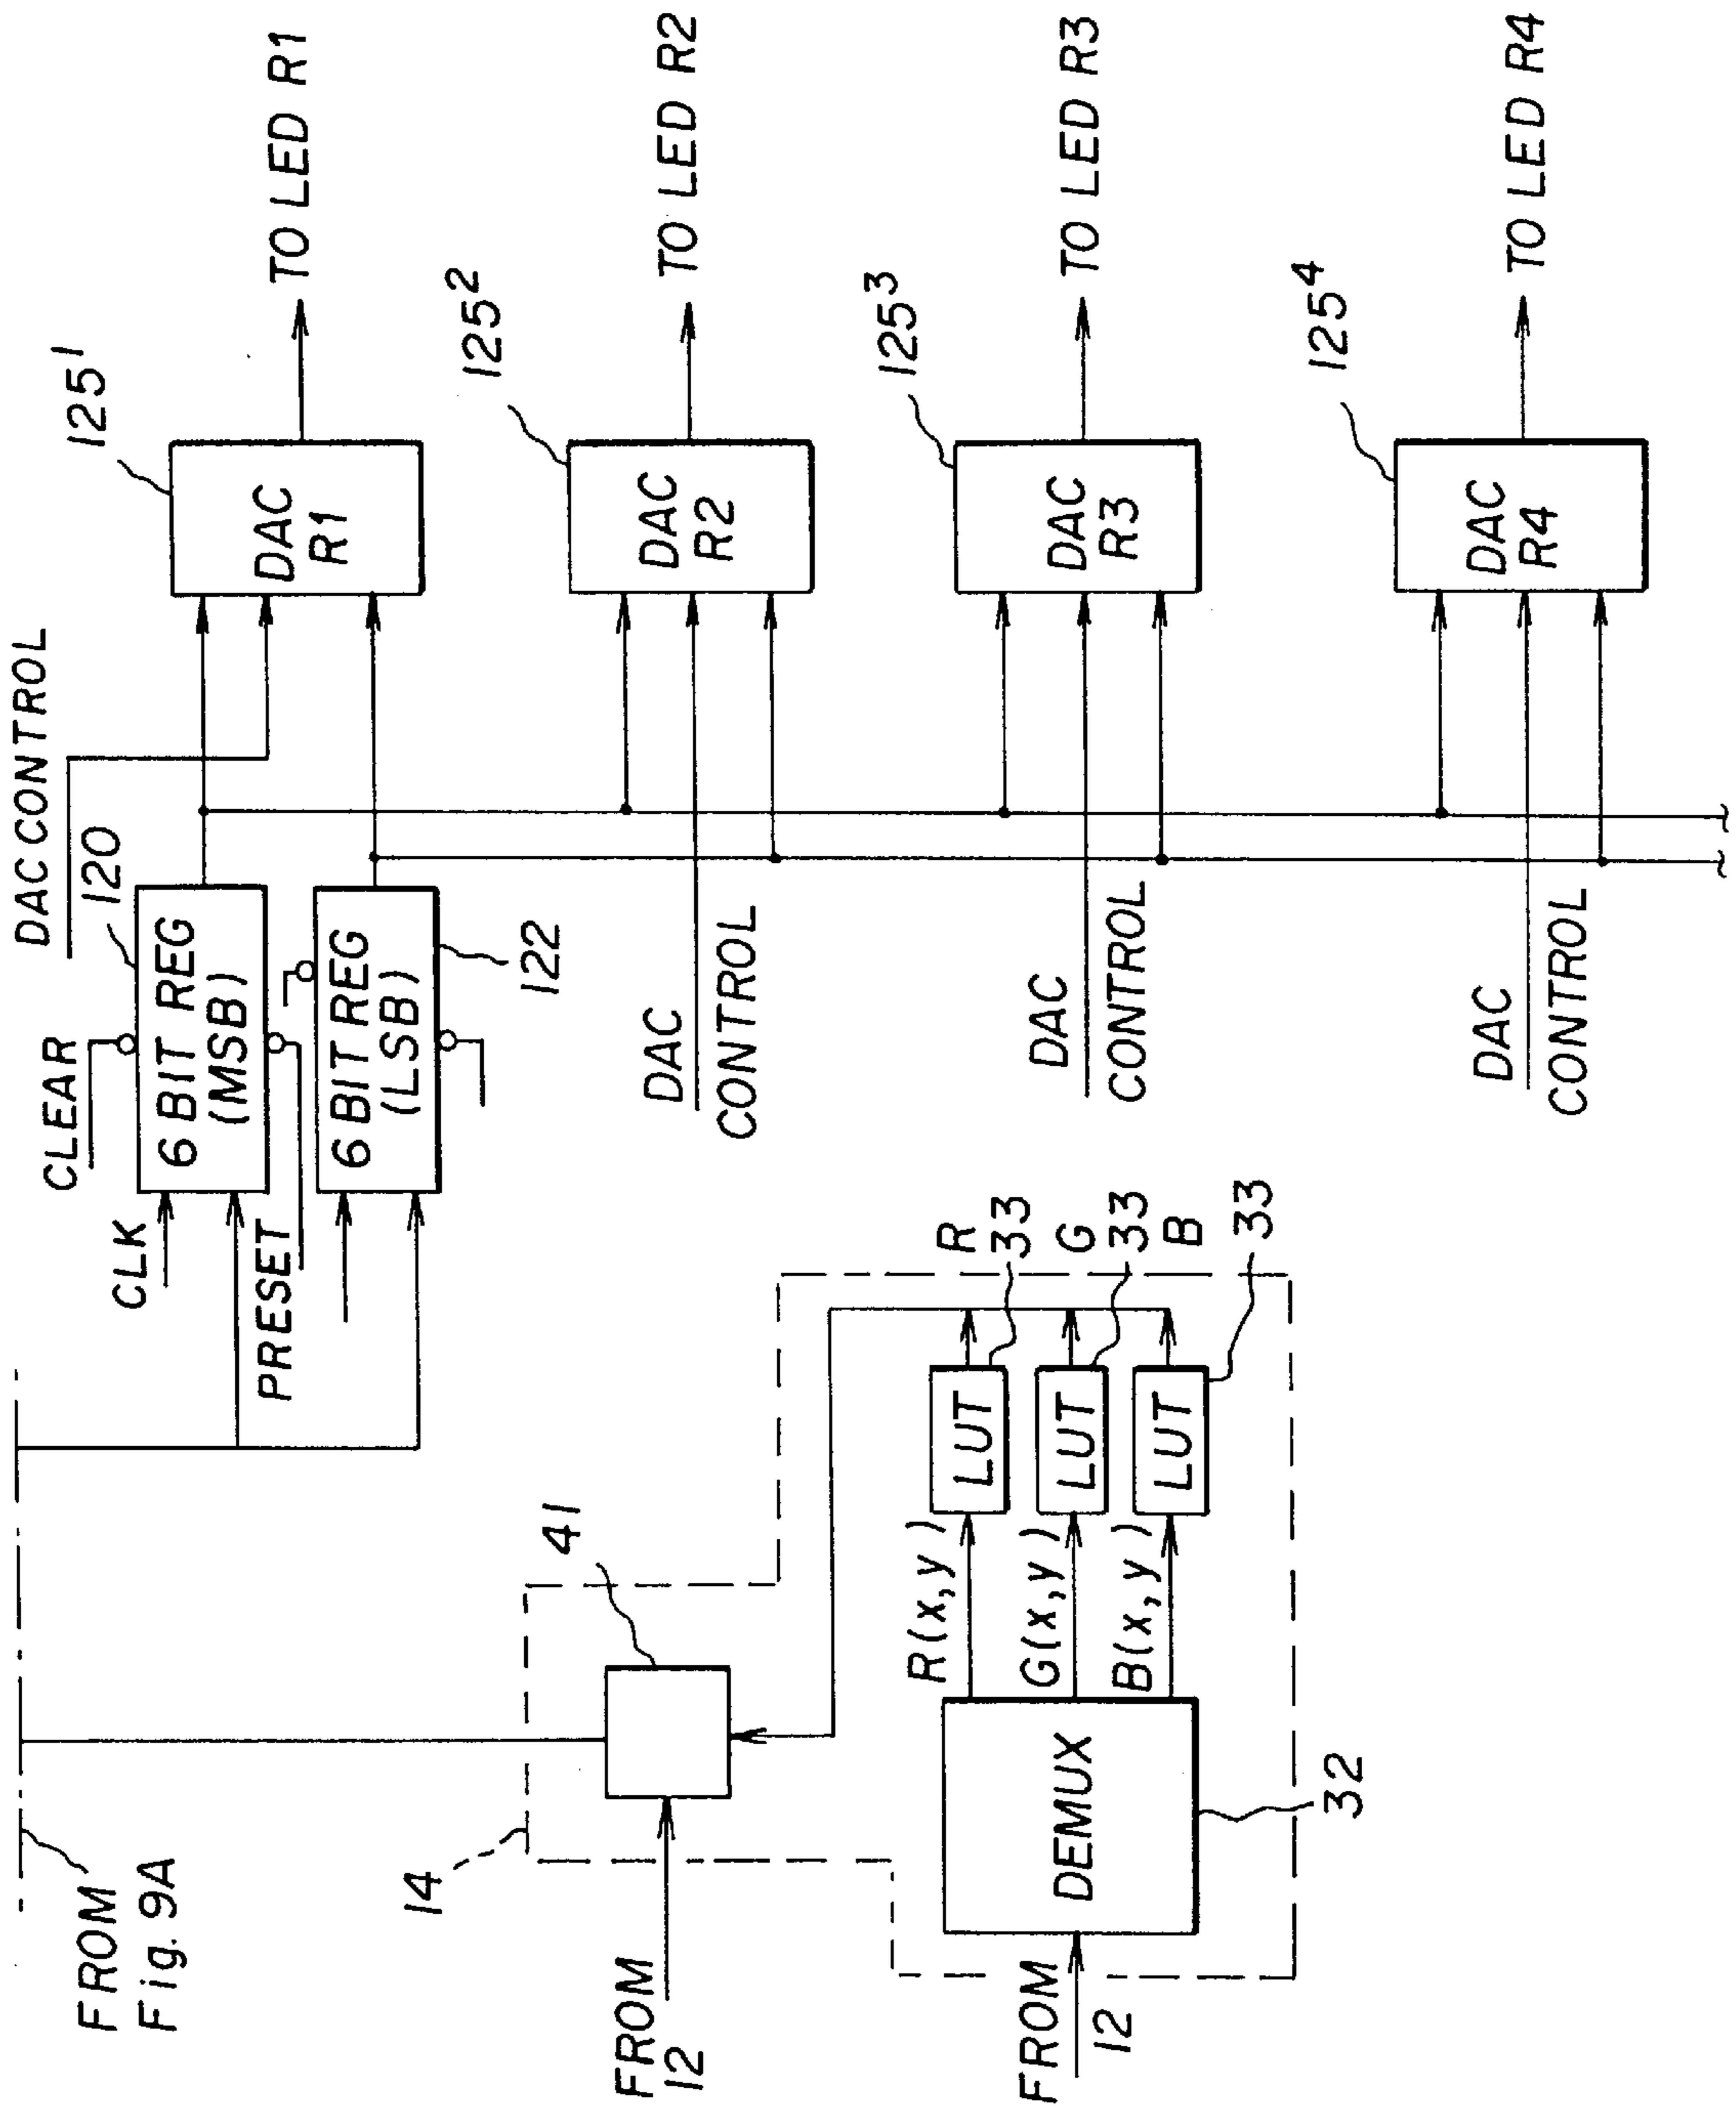 FROM
Fig. 9A
CLK
CLEAR
PRESET
6 BIT REG
(MSB)
120
6 BIT REG
(LSB)
122
DAC CONTROL
DAC
R1
125¹
TO LED R1
DAC
CONTROL
DAC
R2
125²
TO LED R2
DAC
CONTROL
DAC
R3
125³
TO LED R3
DAC
CONTROL
DAC
R4
125⁴
TO LED R4
14
41
FROM
12
FROM
12
DEMUX
32
R(x,y)
LUT
R
33
G(x,y)
LUT
G
33
B(x,y)
LUT
B
33